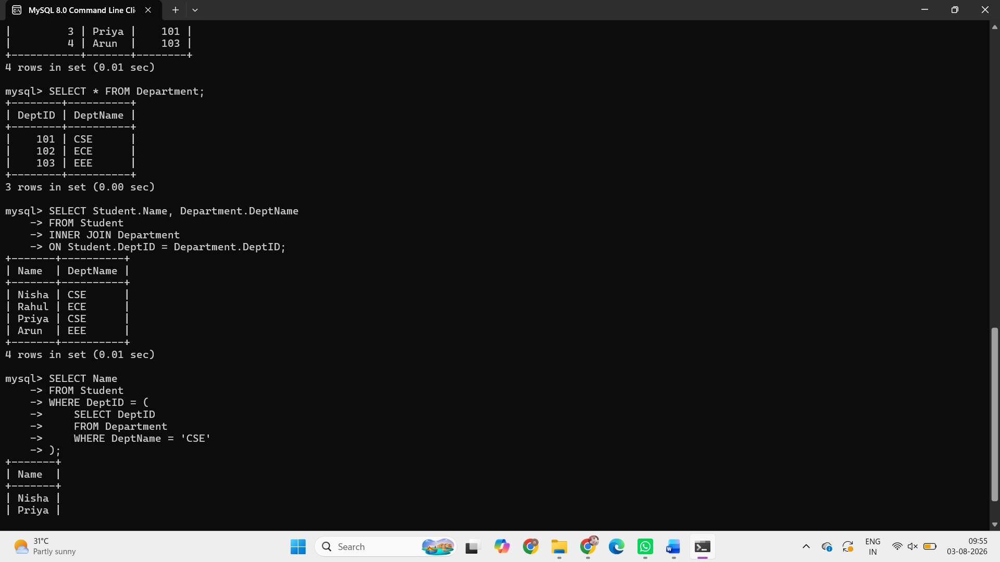 MySQL 8.0 Command Line Cli
|         3 | Priya |    101 |
|         4 | Arun  |    103 |
+-----------+-------+--------+
4 rows in set (0.01 sec)
mysql> SELECT * FROM Department;
+--------+----------+
| DeptID | DeptName |
+--------+----------+
|    101 | CSE      |
|    102 | ECE      |
|    103 | EEE      |
+--------+----------+
3 rows in set (0.00 sec)
mysql> SELECT Student.Name, Department.DeptName
    -> FROM Student
    -> INNER JOIN Department
    -> ON Student.DeptID = Department.DeptID;
+-------+----------+
| Name  | DeptName |
+-------+----------+
| Nisha | CSE      |
| Rahul | ECE      |
| Priya | CSE      |
| Arun  | EEE      |
+-------+----------+
4 rows in set (0.01 sec)
mysql> SELECT Name
    -> FROM Student
    -> WHERE DeptID = (
    ->     SELECT DeptID
    ->     FROM Department
    ->     WHERE DeptName = 'CSE'
    -> );
+-------+
| Name  |
+-------+
| Nisha |
| Priya |
31°C
Partly sunny
Search
ENG
IN
09:55
03-08-2026